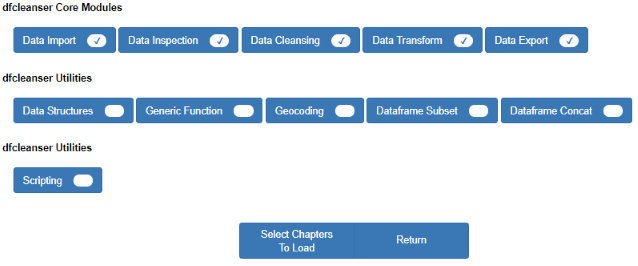 dfcleanser Core Modules
Data Import Data Inspection Data Cleansing Data Transform Data Export
dfcleanser Utilities
Data Structures Generic Function Geocoding Dataframe Subset Dataframe Concat
dfcleanser Utilities
Scripting
Select Chapters
To Load
Return